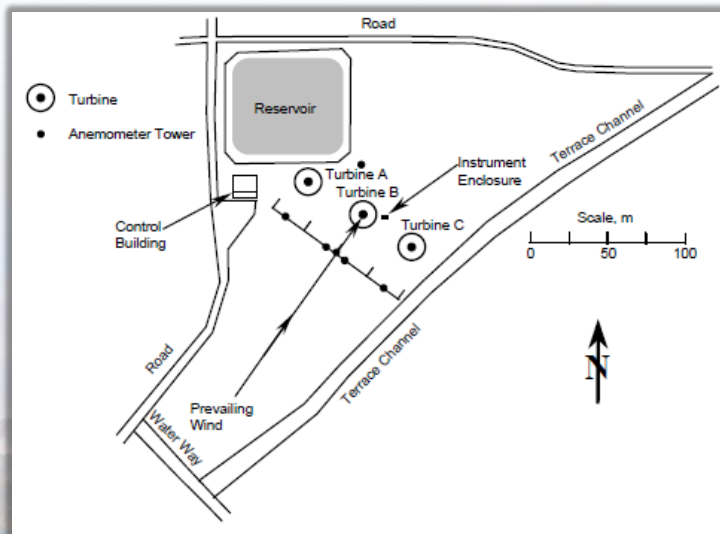 Road
Turbine
Anemometer Tower
Reservoir
Terrace Channel
Turbine A
Turbine B
Instrument
Enclosure
Turbine C
Control
Building
Scale, m
0 50 100
N
Road
Terrace Channel
Prevailing
Wind
Water Way